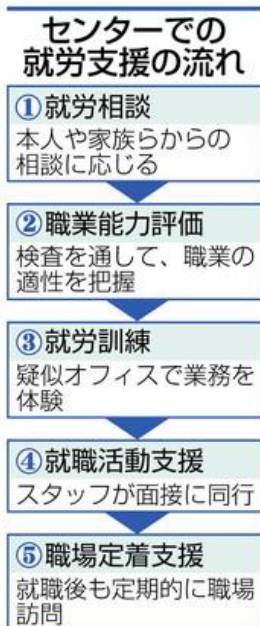 センターでの
就労支援の流れ
①就労相談
本人や家族らからの
相談に応じる
②職業能力評価
検査を通して、職業の
適性を把握
③就労訓練
疑似オフィスで業務を
体験
④就職活動支援
スタッフが面接に同行
⑤職場定着支援
就職後も定期的に職場
訪問